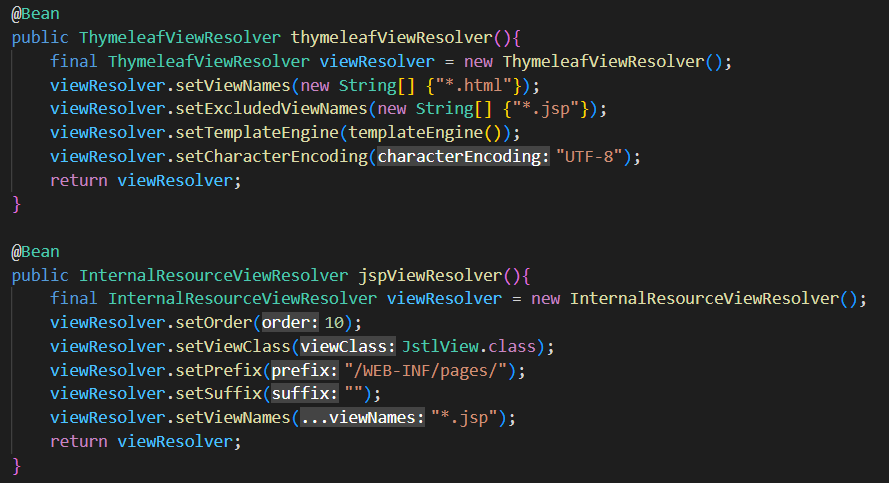 @Bean
public ThymeleafViewResolver thymeleafViewResolver(){
    final ThymeleafViewResolver viewResolver = new ThymeleafViewResolver();
    viewResolver.setViewNames(new String[] {"*.html"});
    viewResolver.setExcludedViewNames(new String[] {"*.jsp"});
    viewResolver.setTemplateEngine(templateEngine());
    viewResolver.setCharacterEncoding(characterEncoding: "UTF-8");
    return viewResolver;
}

@Bean
public InternalResourceViewResolver jspViewResolver(){
    final InternalResourceViewResolver viewResolver = new InternalResourceViewResolver();
    viewResolver.setOrder(order: 10);
    viewResolver.setViewClass(viewClass: JstlView.class);
    viewResolver.setPrefix(prefix: "/WEB-INF/pages/");
    viewResolver.setSuffix(suffix: "");
    viewResolver.setViewNames(...viewNames: "*.jsp");
    return viewResolver;
}